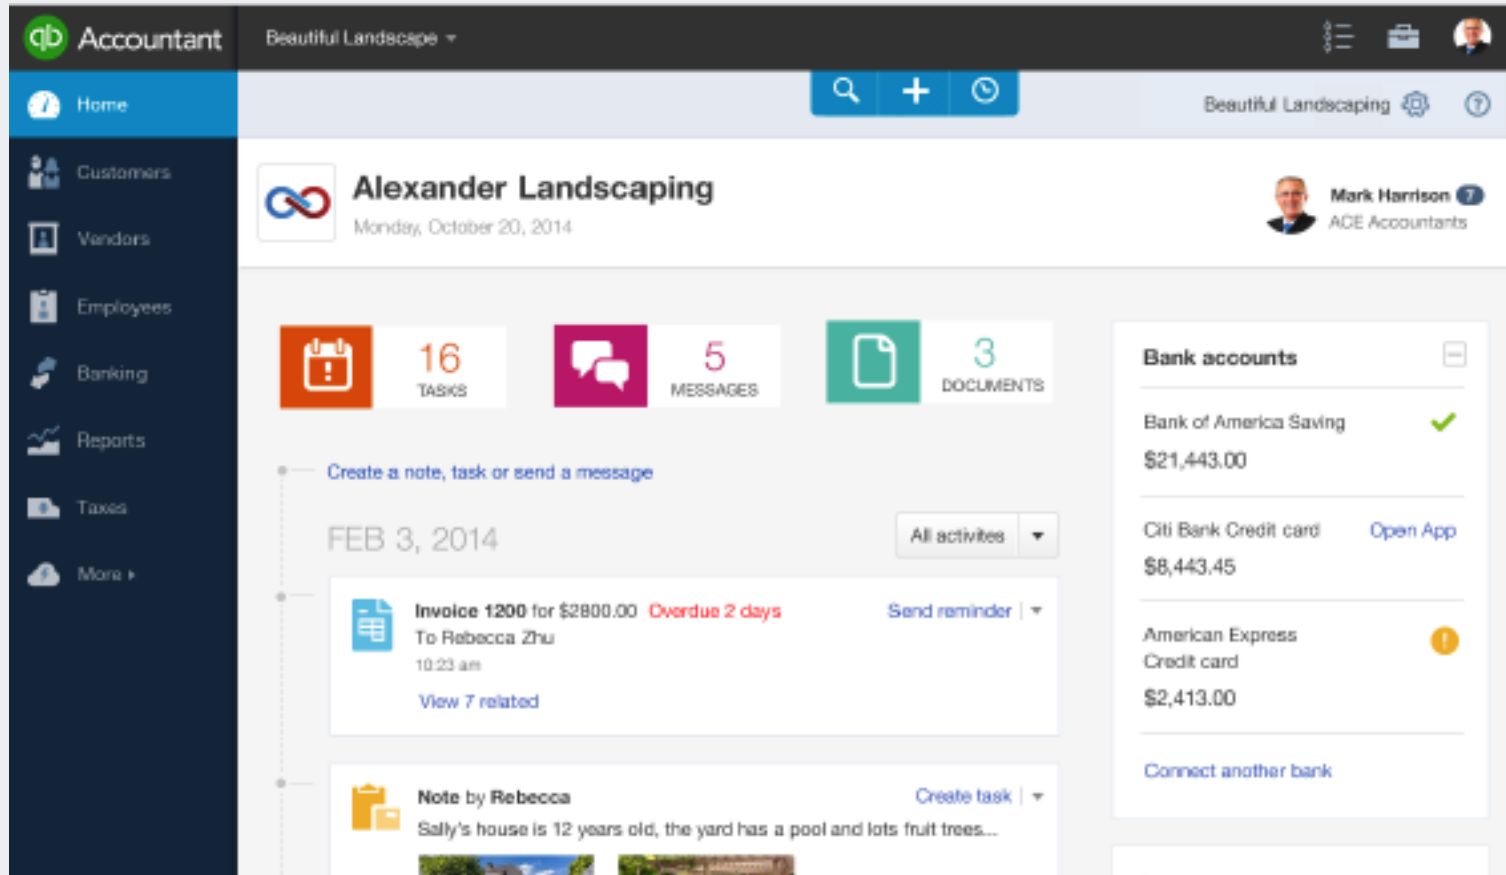 qb Accountant
Beautiful Landscape
Home
Customers
Vendors
Employees
Banking
Reports
Taxes
More
Beautiful Landscaping
?
Alexander Landscaping
Monday, October 20, 2014
Mark Harrison 7
ACE Accountants
16
TASKS
5
MESSAGES
3
DOCUMENTS
Create a note, task or send a message
FEB 3, 2014
All activites
Invoice 1200 for $2800.00 Overdue 2 days
Send reminder
To Rebecca Zhu
10:23 am
View 7 related
Note by Rebecca
Create task
Sally's house is 12 years old, the yard has a pool and lots fruit trees...
Bank accounts
Bank of America Saving
$21,443.00
Citi Bank Credit card
Open App
$8,443.45
American Express
Credit card
$2,413.00
Connect another bank